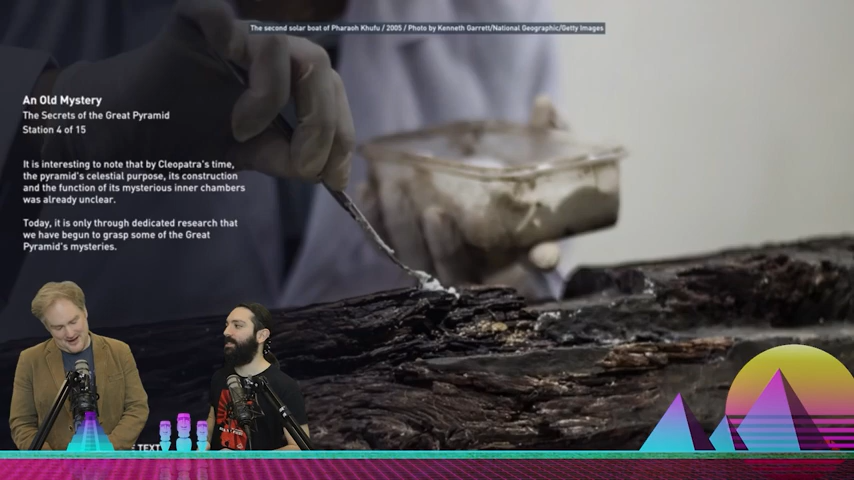 The second solar boat of Pharaoh Khufu / 2005 / Photo by Kenneth Garrett/National Geographic/Getty Images
An Old Mystery
The Secrets of the Great Pyramid
Station 4 of 15
It is interesting to note that by Cleopatra's time,
the pyramid's celestial purpose, its construction
and the function of its mysterious inner chambers
was already unclear.
Today, it is only through dedicated research that
we have begun to grasp some of the Great
Pyramid's mysteries.
TEXT